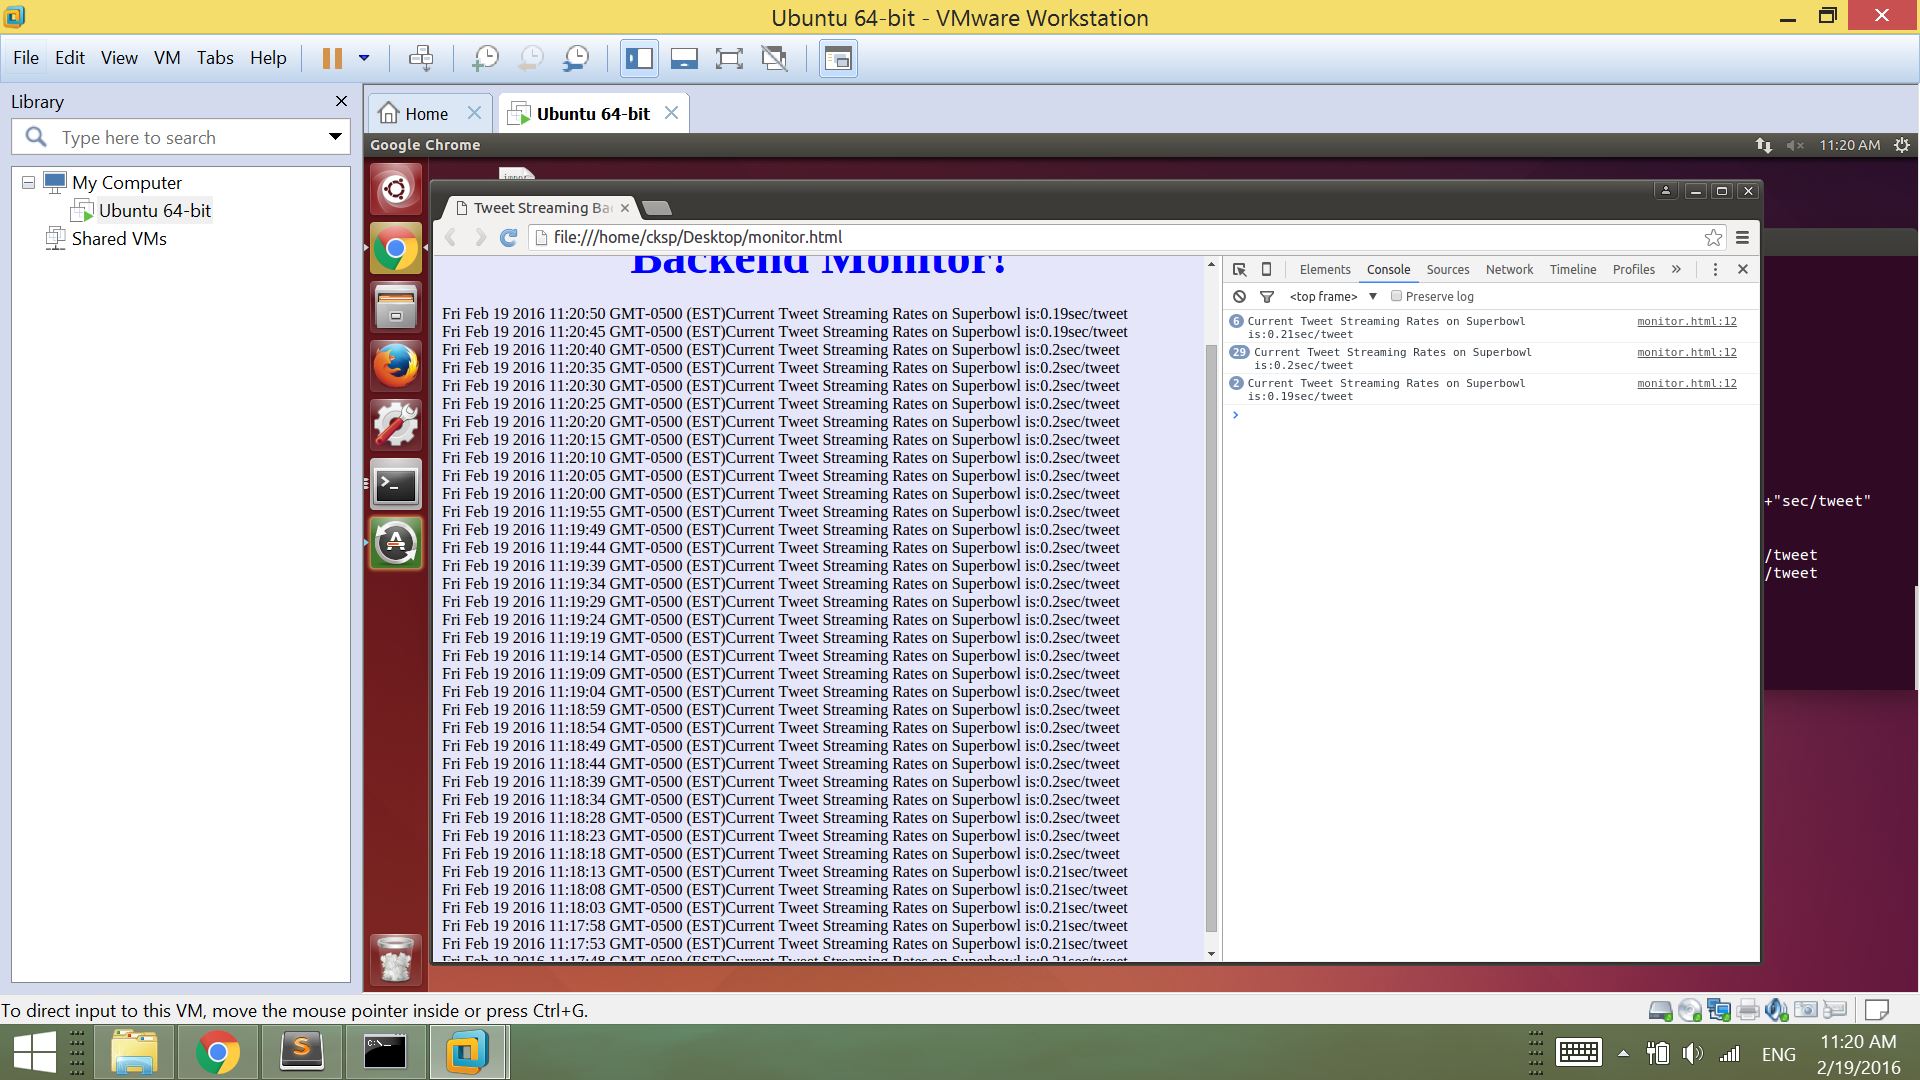 Ubuntu 64-bit - VMware Workstation
File Edit View VM Tabs Help
Library
Type here to search
My Computer
Ubuntu 64-bit
Shared VMs
Home
Ubuntu 64-bit
Google Chrome
11:20 AM
Tweet Streaming Ba
file:///home/cksp/Desktop/monitor.html
Backend Monitor!
Fri Feb 19 2016 11:20:50 GMT-0500 (EST)Current Tweet Streaming Rates on Superbowl is:0.19sec/tweet
Fri Feb 19 2016 11:20:45 GMT-0500 (EST)Current Tweet Streaming Rates on Superbowl is:0.19sec/tweet
Fri Feb 19 2016 11:20:40 GMT-0500 (EST)Current Tweet Streaming Rates on Superbowl is:0.2sec/tweet
Fri Feb 19 2016 11:20:35 GMT-0500 (EST)Current Tweet Streaming Rates on Superbowl is:0.2sec/tweet
Fri Feb 19 2016 11:20:30 GMT-0500 (EST)Current Tweet Streaming Rates on Superbowl is:0.2sec/tweet
Fri Feb 19 2016 11:20:25 GMT-0500 (EST)Current Tweet Streaming Rates on Superbowl is:0.2sec/tweet
Fri Feb 19 2016 11:20:20 GMT-0500 (EST)Current Tweet Streaming Rates on Superbowl is:0.2sec/tweet
Fri Feb 19 2016 11:20:15 GMT-0500 (EST)Current Tweet Streaming Rates on Superbowl is:0.2sec/tweet
Fri Feb 19 2016 11:20:10 GMT-0500 (EST)Current Tweet Streaming Rates on Superbowl is:0.2sec/tweet
Fri Feb 19 2016 11:20:05 GMT-0500 (EST)Current Tweet Streaming Rates on Superbowl is:0.2sec/tweet
Fri Feb 19 2016 11:20:00 GMT-0500 (EST)Current Tweet Streaming Rates on Superbowl is:0.2sec/tweet
Fri Feb 19 2016 11:19:55 GMT-0500 (EST)Current Tweet Streaming Rates on Superbowl is:0.2sec/tweet
Fri Feb 19 2016 11:19:49 GMT-0500 (EST)Current Tweet Streaming Rates on Superbowl is:0.2sec/tweet
Fri Feb 19 2016 11:19:44 GMT-0500 (EST)Current Tweet Streaming Rates on Superbowl is:0.2sec/tweet
Fri Feb 19 2016 11:19:39 GMT-0500 (EST)Current Tweet Streaming Rates on Superbowl is:0.2sec/tweet
Fri Feb 19 2016 11:19:34 GMT-0500 (EST)Current Tweet Streaming Rates on Superbowl is:0.2sec/tweet
Fri Feb 19 2016 11:19:29 GMT-0500 (EST)Current Tweet Streaming Rates on Superbowl is:0.2sec/tweet
Fri Feb 19 2016 11:19:24 GMT-0500 (EST)Current Tweet Streaming Rates on Superbowl is:0.2sec/tweet
Fri Feb 19 2016 11:19:19 GMT-0500 (EST)Current Tweet Streaming Rates on Superbowl is:0.2sec/tweet
Fri Feb 19 2016 11:19:14 GMT-0500 (EST)Current Tweet Streaming Rates on Superbowl is:0.2sec/tweet
Fri Feb 19 2016 11:19:09 GMT-0500 (EST)Current Tweet Streaming Rates on Superbowl is:0.2sec/tweet
Fri Feb 19 2016 11:19:04 GMT-0500 (EST)Current Tweet Streaming Rates on Superbowl is:0.2sec/tweet
Fri Feb 19 2016 11:18:59 GMT-0500 (EST)Current Tweet Streaming Rates on Superbowl is:0.2sec/tweet
Fri Feb 19 2016 11:18:54 GMT-0500 (EST)Current Tweet Streaming Rates on Superbowl is:0.2sec/tweet
Fri Feb 19 2016 11:18:49 GMT-0500 (EST)Current Tweet Streaming Rates on Superbowl is:0.2sec/tweet
Fri Feb 19 2016 11:18:44 GMT-0500 (EST)Current Tweet Streaming Rates on Superbowl is:0.2sec/tweet
Fri Feb 19 2016 11:18:39 GMT-0500 (EST)Current Tweet Streaming Rates on Superbowl is:0.2sec/tweet
Fri Feb 19 2016 11:18:34 GMT-0500 (EST)Current Tweet Streaming Rates on Superbowl is:0.2sec/tweet
Fri Feb 19 2016 11:18:28 GMT-0500 (EST)Current Tweet Streaming Rates on Superbowl is:0.2sec/tweet
Fri Feb 19 2016 11:18:23 GMT-0500 (EST)Current Tweet Streaming Rates on Superbowl is:0.2sec/tweet
Fri Feb 19 2016 11:18:18 GMT-0500 (EST)Current Tweet Streaming Rates on Superbowl is:0.2sec/tweet
Fri Feb 19 2016 11:18:13 GMT-0500 (EST)Current Tweet Streaming Rates on Superbowl is:0.21sec/tweet
Fri Feb 19 2016 11:18:08 GMT-0500 (EST)Current Tweet Streaming Rates on Superbowl is:0.21sec/tweet
Fri Feb 19 2016 11:18:03 GMT-0500 (EST)Current Tweet Streaming Rates on Superbowl is:0.21sec/tweet
Fri Feb 19 2016 11:17:58 GMT-0500 (EST)Current Tweet Streaming Rates on Superbowl is:0.21sec/tweet
Fri Feb 19 2016 11:17:53 GMT-0500 (EST)Current Tweet Streaming Rates on Superbowl is:0.21sec/tweet
Fri Feb 19 2016 11:17:48 GMT-0500 (EST)Current Tweet Streaming Rates on Superbowl is:0.21sec/tweet
Elements Console Sources Network Timeline Profiles »
<top frame> Preserve log
6 Current Tweet Streaming Rates on Superbowl monitor.html:12
is:0.21sec/tweet
29 Current Tweet Streaming Rates on Superbowl monitor.html:12
is:0.2sec/tweet
2 Current Tweet Streaming Rates on Superbowl monitor.html:12
is:0.19sec/tweet
+"sec/tweet"
/tweet
/tweet
To direct input to this VM, move the mouse pointer inside or press Ctrl+G.
ENG
11:20 AM
2/19/2016